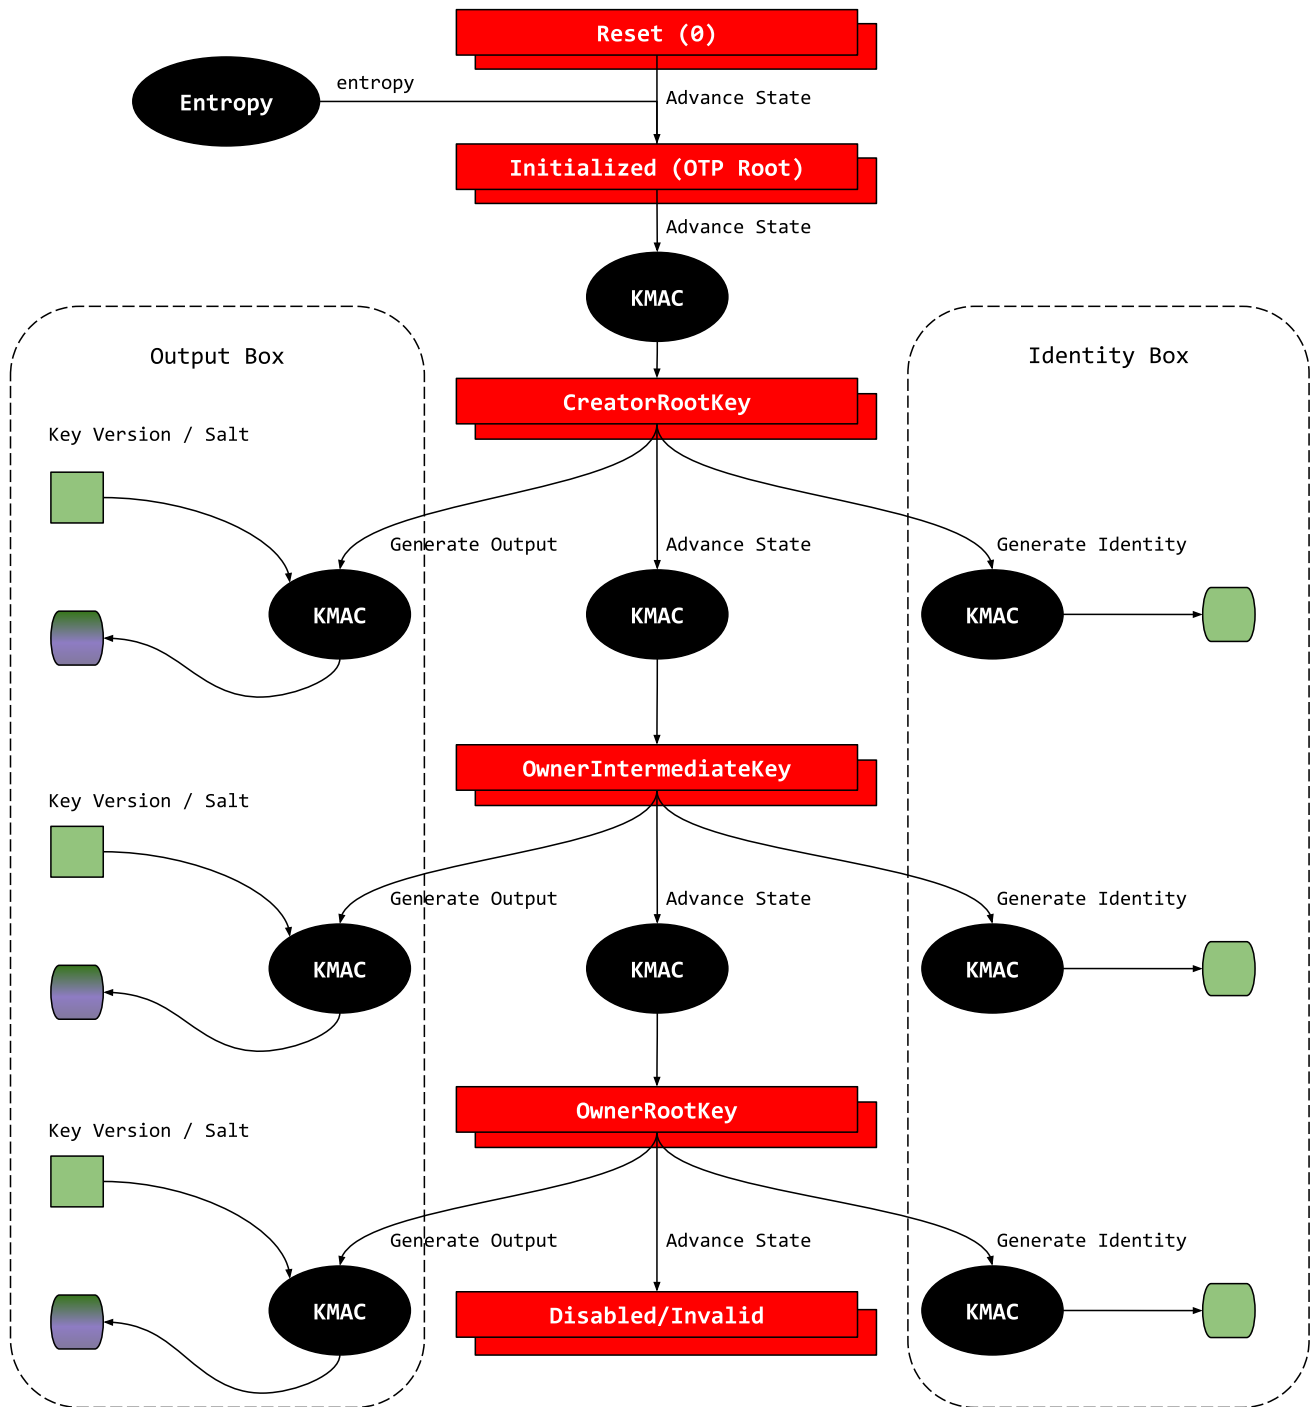 Reset (0)
entropy
Entropy
Advance State
Initialized (OTP Root)
Advance State
KMAC
Output Box
Identity Box
CreatorRootKey
Key Version / Salt
Generate Output
Advance State
Generate Identity
KMAC
KMAC
KMAC
OwnerIntermediateKey
Key Version / Salt
Generate Output
Advance State
Generate Identity
KMAC
KMAC
KMAC
OwnerRootKey
Key Version / Salt
Generate Output
Advance State
Generate Identity
KMAC
Disabled/Invalid
KMAC